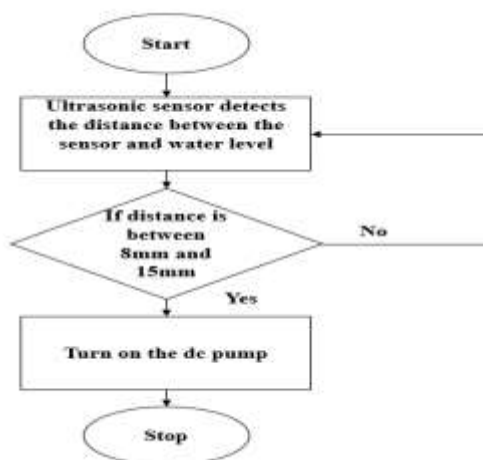 Start
Ultrasonic sensor detects
the distance between the
sensor and water level
If distance is
between
8mm and
15mm
No
Yes
Turn on the dc pump
Stop